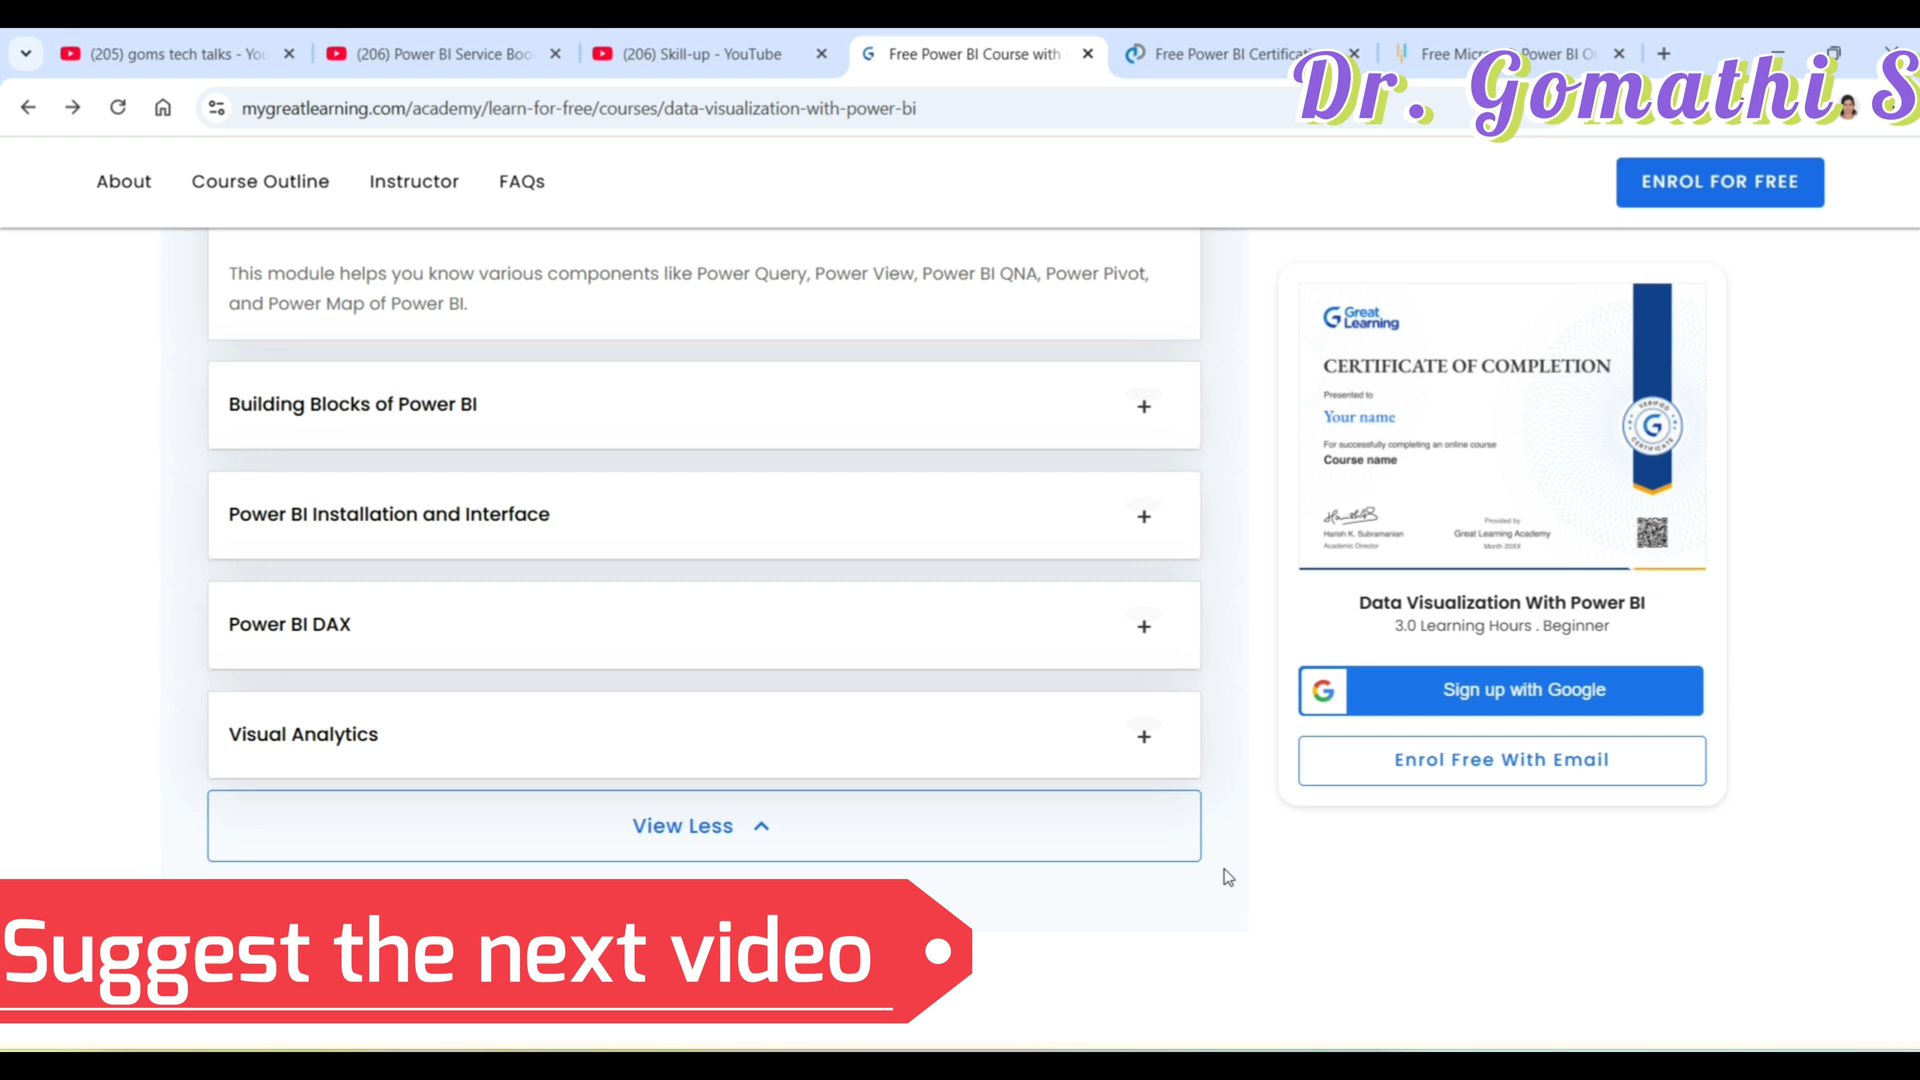 (205) goms tech talks - You
(206) Power BI Service Boo
(206) Skill-up - YouTube
Free Power BI Course with
Free Power BI Certificati
Free Micr Power BI O
Dr. Gomathi S
mygreatlearning.com/academy/learn-for-free/courses/data-visualization-with-power-bi
About
Course Outline
Instructor
FAQs
ENROL FOR FREE
This module helps you know various components like Power Query, Power View, Power BI QNA, Power Pivot,
and Power Map of Power BI.
Building Blocks of Power BI
Power BI Installation and Interface
Power BI DAX
Visual Analytics
View Less
Great
Learning
CERTIFICATE OF COMPLETION
Presented to
Your name
For successfully completing an online course
Course name
VERIFIED
CERTIFICATE
Harish K. Subramanian
Academic Director
Provided by
Great Learning Academy
Month 20XX
Data Visualization With Power BI
3.0 Learning Hours . Beginner
Sign up with Google
Enrol Free With Email
Suggest the next video